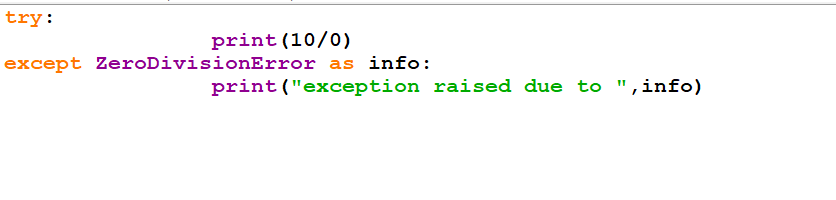 try:
                print(10/0)
except ZeroDivisionError as info:
                print("exception raised due to ",info)